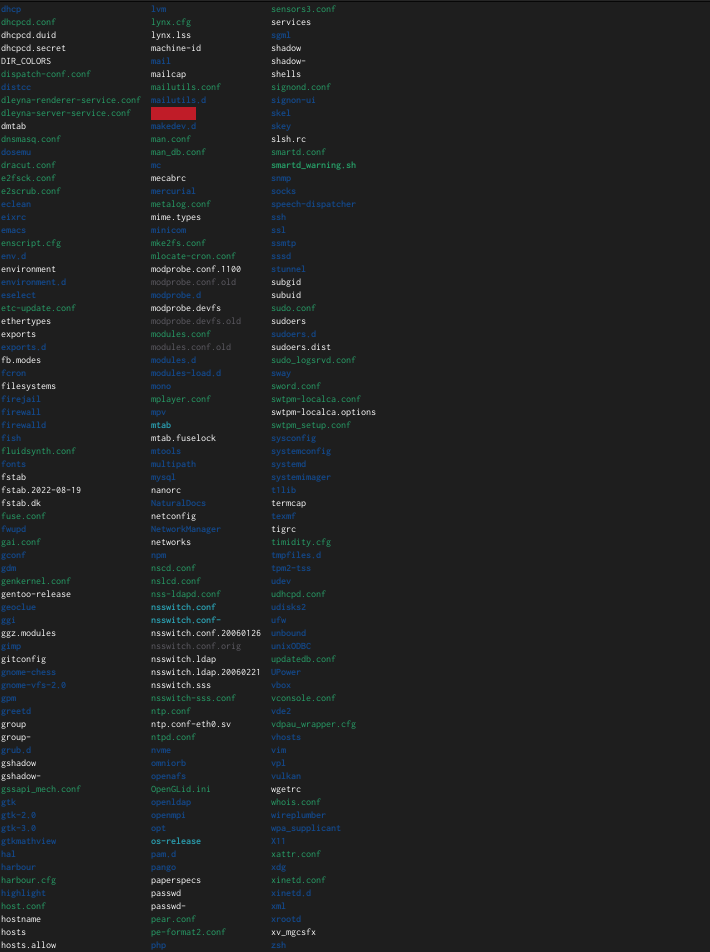 dhcp lvm sensors3.conf
dhcpcd.conf lynx.cfg services
dhcpcd.duid lynx.lss sgml
dhcpcd.secret machine-id shadow
DIR_COLORS mail shadow-
dispatch-conf.conf mailcap shells
distcc mailutils.conf signond.conf
dleyna-renderer-service.conf mailutils.d signon-ui
dleyna-server-service.conf skel
dmtab makedev.d skey
dnsmasq.conf man.conf slsh.rc
dosemu man_db.conf smartd.conf
dracut.conf mc smartd_warning.sh
e2fsck.conf mecabrc snmp
e2scrub.conf mercurial socks
eclean metalog.conf speech-dispatcher
eixrc mime.types ssh
emacs minicom ssl
enscript.cfg mke2fs.conf ssmtp
env.d mlocate-cron.conf sssd
environment modprobe.conf.1100 stunnel
environment.d modprobe.conf.old subgid
eselect modprobe.d subuid
etc-update.conf modprobe.devfs sudo.conf
ethertypes modprobe.devfs.old sudoers
exports modules.conf sudoers.d
exports.d modules.conf.old sudoers.dist
fb.modes modules.d sudo_logsrvd.conf
fcron modules-load.d sway
filesystems mono sword.conf
firejail mplayer.conf swtpm-localca.conf
firewall mpv swtpm-localca.options
firewalld mtab swtpm_setup.conf
fish mtab.fuselock sysconfig
fluidsynth.conf mtools systemconfig
fonts multipath systemd
fstab mysql systemimager
fstab.2022-08-19 nanorc t1lib
fstab.dk NaturalDocs termcap
fuse.conf netconfig texmf
fwupd NetworkManager tigrc
gai.conf networks timidity.cfg
gconf npm tmpfiles.d
gdm nscd.conf tpm2-tss
genkernel.conf nslcd.conf udev
gentoo-release nss-ldapd.conf udhcpd.conf
geoclue nsswitch.conf udisks2
ggi nsswitch.conf~ ufw
ggz.modules nsswitch.conf.20060126 unbound
gimp nsswitch.conf.orig unixODBC
gitconfig nsswitch.ldap updatedb.conf
gnome-chess nsswitch.ldap.20060221 UPower
gnome-vfs-2.0 nsswitch.sss vbox
gpm nsswitch-sss.conf vconsole.conf
greetd ntp.conf vde2
group ntp.conf-eth0.sv vdpau_wrapper.cfg
group- ntpd.conf vhosts
grub.d nvme vim
gshadow omniorb vpl
gshadow- openafs vulkan
gssapi_mech.conf OpenGLid.ini wgetrc
gtk openldap whois.conf
gtk-2.0 openmpi wireplumber
gtk-3.0 opt wpa_supplicant
gtkmathview os-release X11
hal pam.d xattr.conf
harbour pango xdg
harbour.cfg paperspecs xinetd.conf
highlight passwd xinetd.d
host.conf passwd- xml
hostname pear.conf xrootd
hosts pe-format2.conf xv_mgcsfx
hosts.allow php zsh